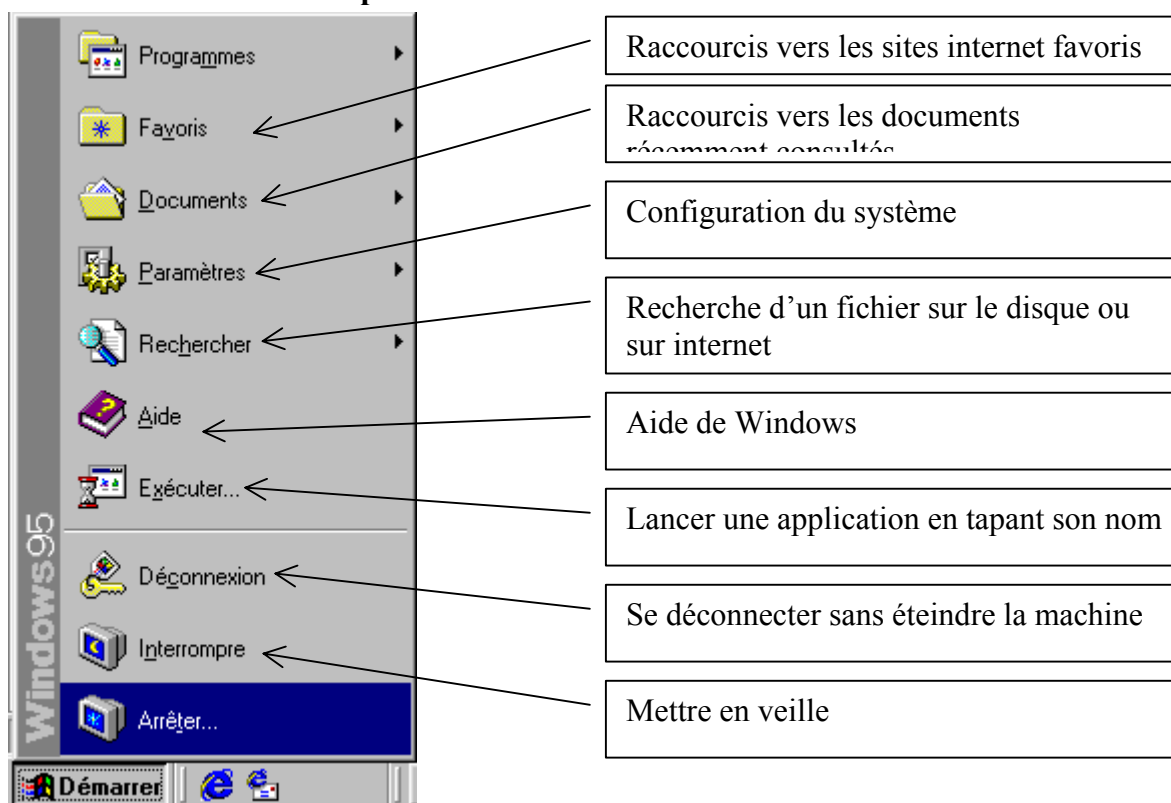 Programmes
Favoris
Documents
Paramètres
Rechercher
Aide
Exécuter...
Déconnexion
Interrompre
Arrêter...
Windows95
Démarrer
Raccourcis vers les sites internet favoris
Raccourcis vers les documents
récemment consultés
Configuration du système
Recherche d’un fichier sur le disque ou
sur internet
Aide de Windows
Lancer une application en tapant son nom
Se déconnecter sans éteindre la machine
Mettre en veille